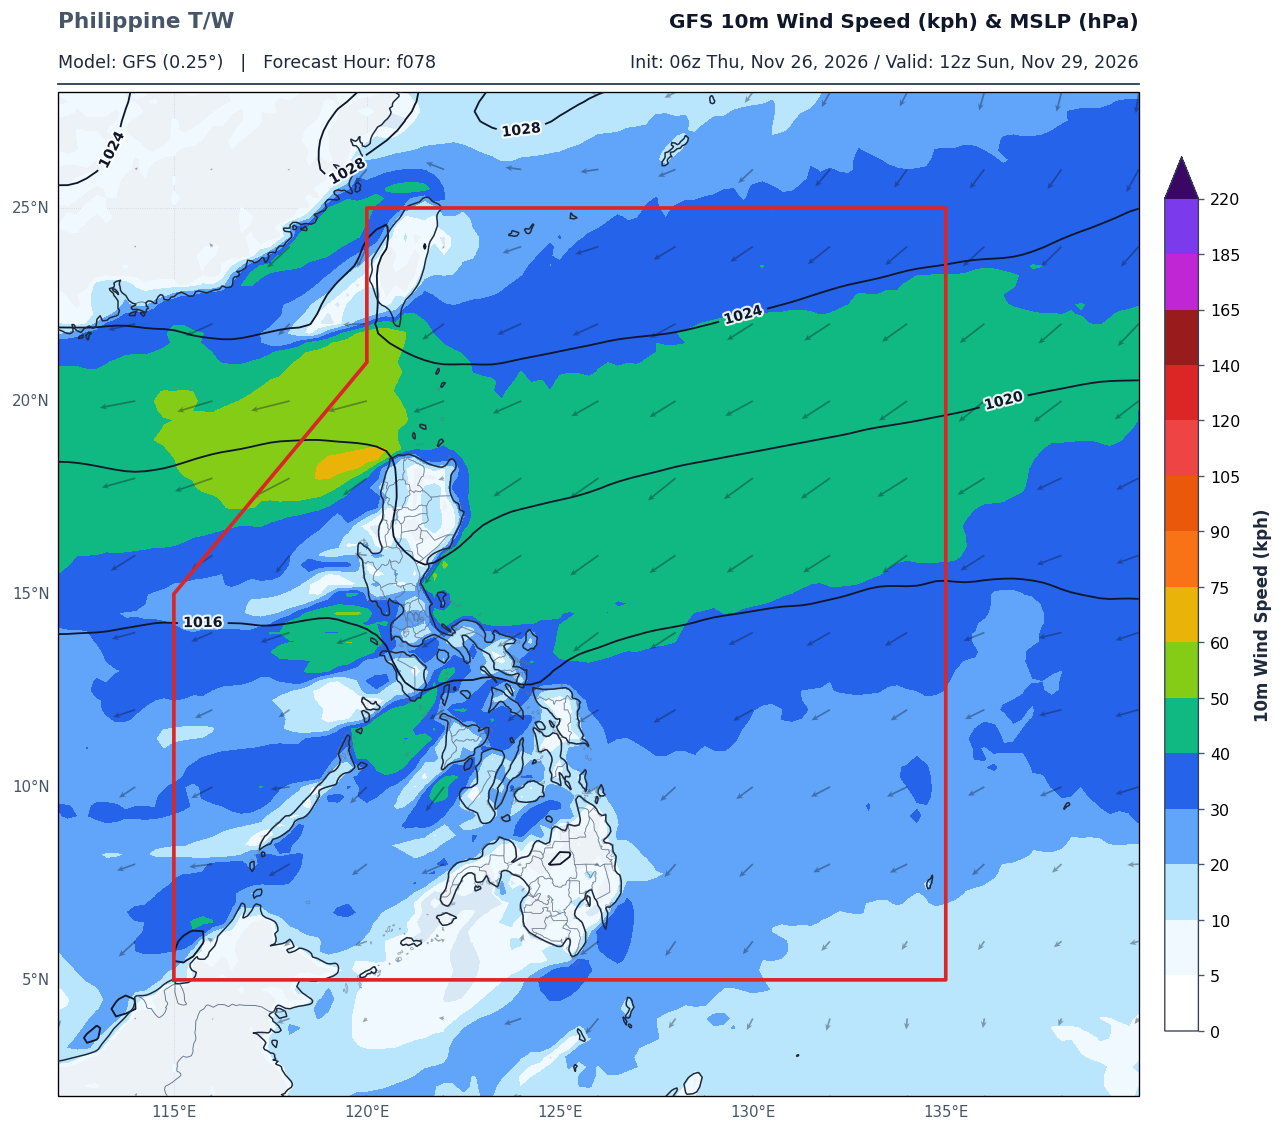 Philippine T/W
GFS 10m Wind Speed (kph) & MSLP (hPa)
Model: GFS (0.25°)   |   Forecast Hour: f078
Init: 06z Thu, Nov 26, 2026 / Valid: 12z Sun, Nov 29, 2026
1024
1028
1028
25°N
1024
20°N
1020
15°N
1016
10°N
5°N
115°E
120°E
125°E
130°E
135°E
220
185
165
140
120
105
90
75
60
50
40
30
20
10
5
0
10m Wind Speed (kph)